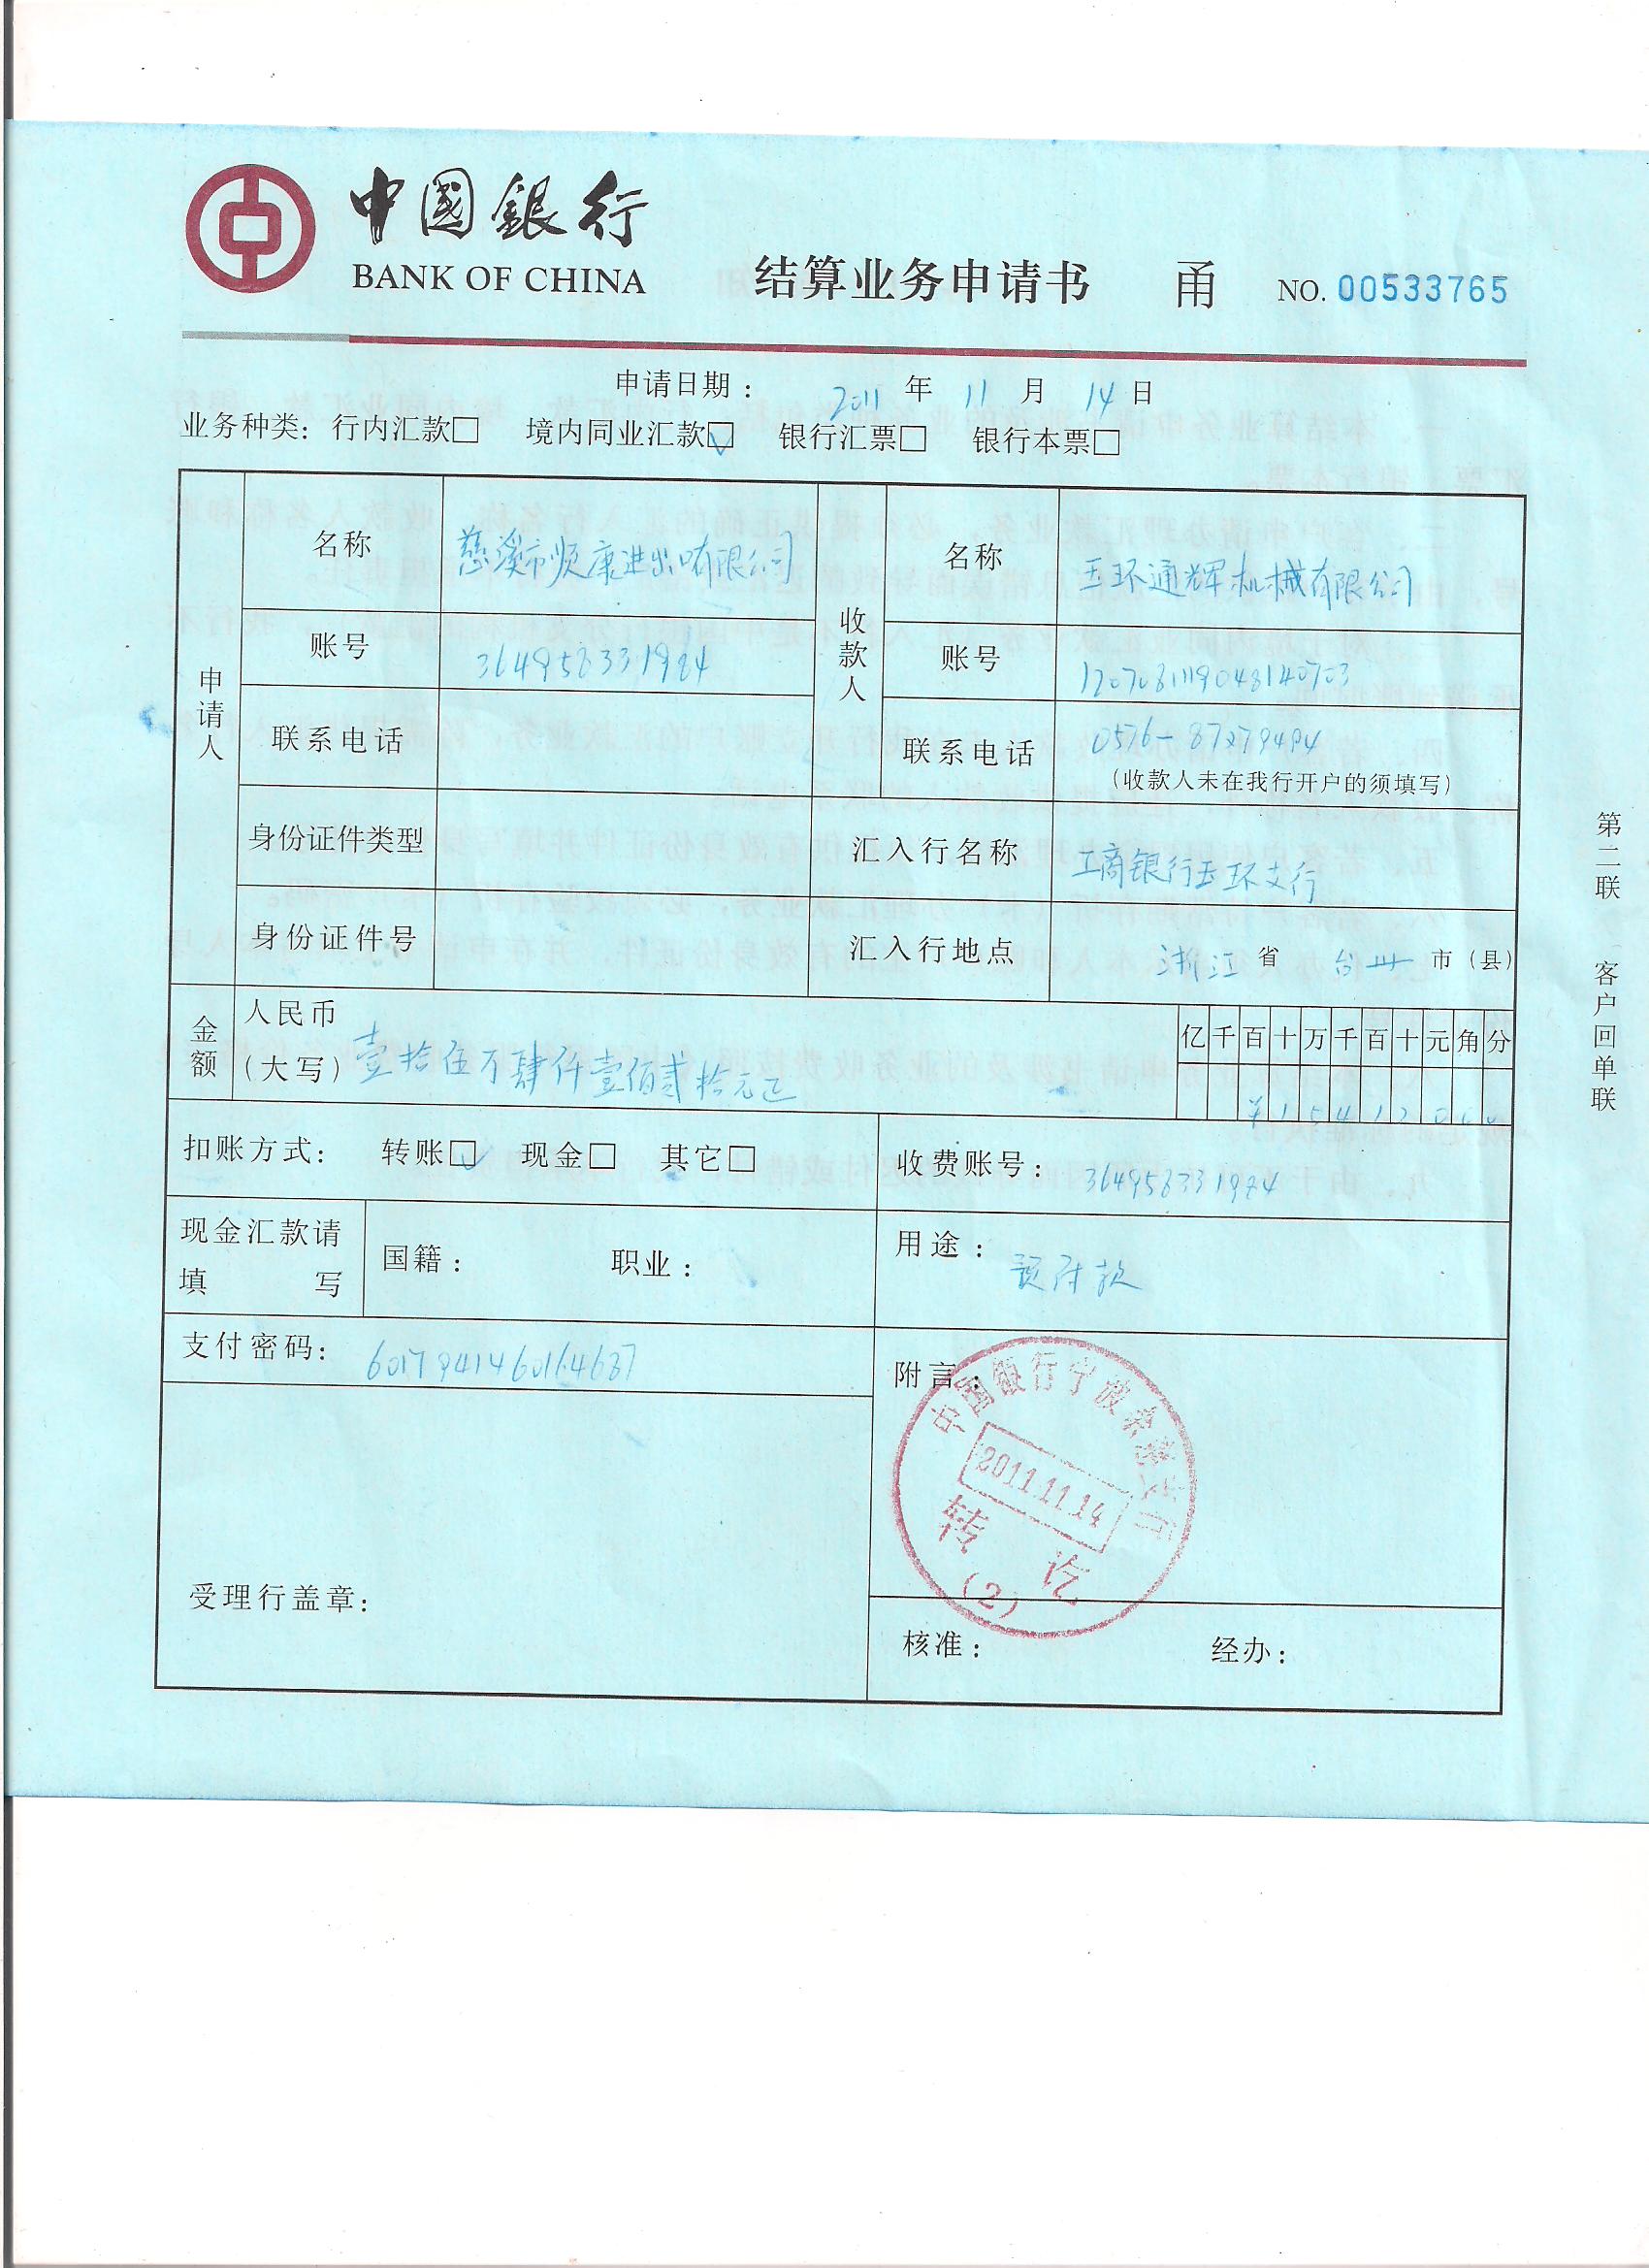 中國銀行
BANK OF CHINA
结算业务申请书 甬 NO. 00533765
申请日期: 2011 年 11 月 14 日
业务种类: 行内汇款□ 境内同业汇款☑ 银行汇票□ 银行本票□
申请人
名称 慈溪市顺康进出口有限公司
账号 364958331984
联系电话
身份证件类型
身份证件号
收款人
名称 玉环通辉机械有限公司
账号
联系电话 0576-87279494
(收款人未在我行开户的须填写)
汇入行名称 工商银行玉环支行
汇入行地点 浙江 省 台州 市(县)
金额
人民币
(大写) 壹拾伍万肆仟壹佰贰拾元正
亿 千 百 十 万 千 百 十 元 角 分
¥ 1 5 4 1 2 0 0 0
扣账方式: 转账☑ 现金□ 其它□
收费账号: 364958331984
现金汇款请
填 写
国籍: 职业:
用途: 预付款
支付密码: 6017941460164637
附言:
中国银行宁波余慈支行
2011.11.14
转 讫
(2)
受理行盖章:
核准: 经办:
第二联 客户回单联